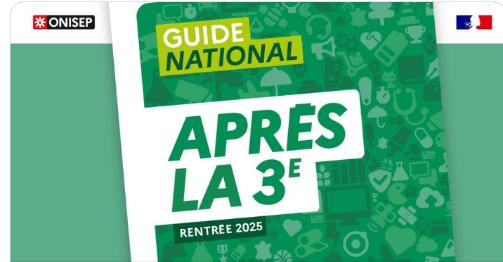 ONISEP
GUIDE
NATIONAL
APRÈS
LA 3E
RENTRÉE 2025